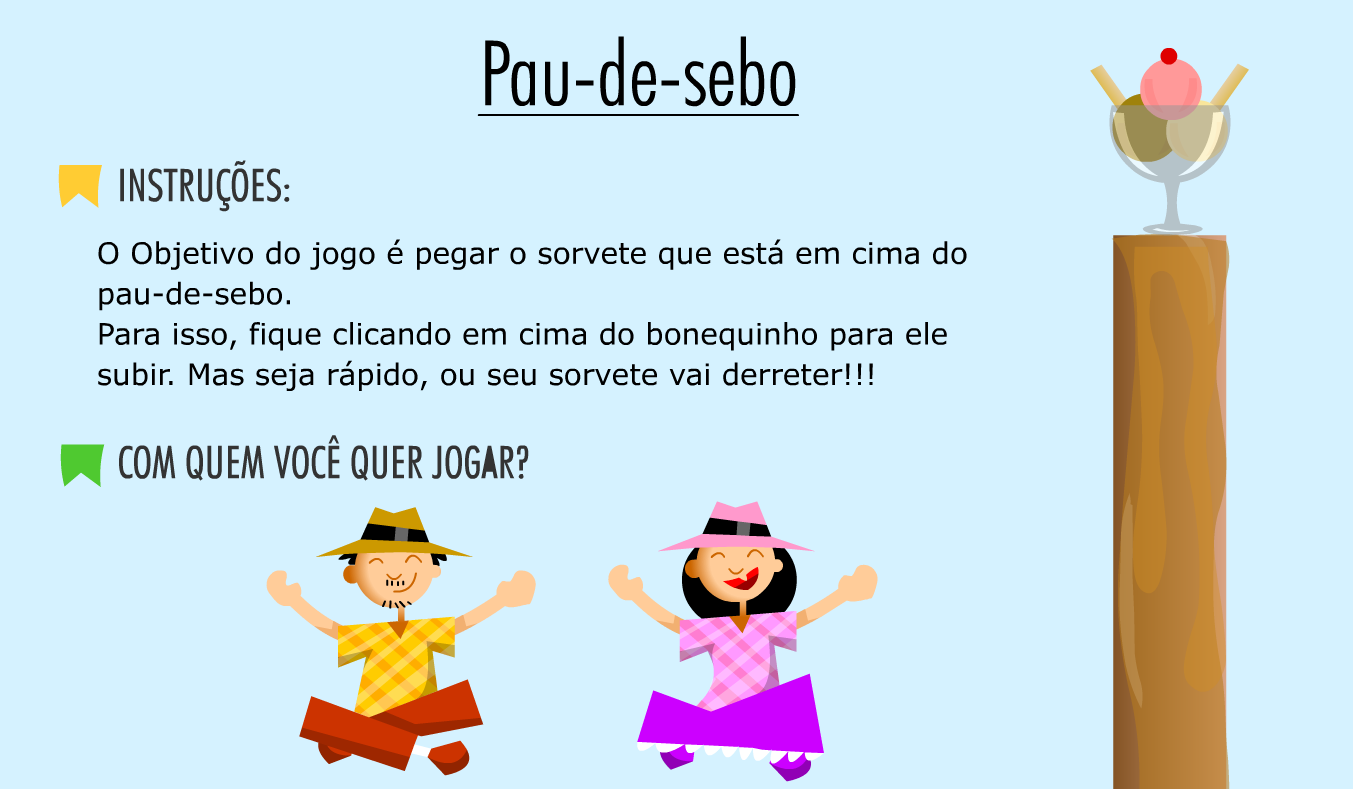 Pau-de-sebo
INSTRUÇÕES:
O Objetivo do jogo é pegar o sorvete que está em cima do
pau-de-sebo.
Para isso, fique clicando em cima do bonequinho para ele
subir. Mas seja rápido, ou seu sorvete vai derreter!!!
COM QUEM VOCÊ QUER JOGAR?